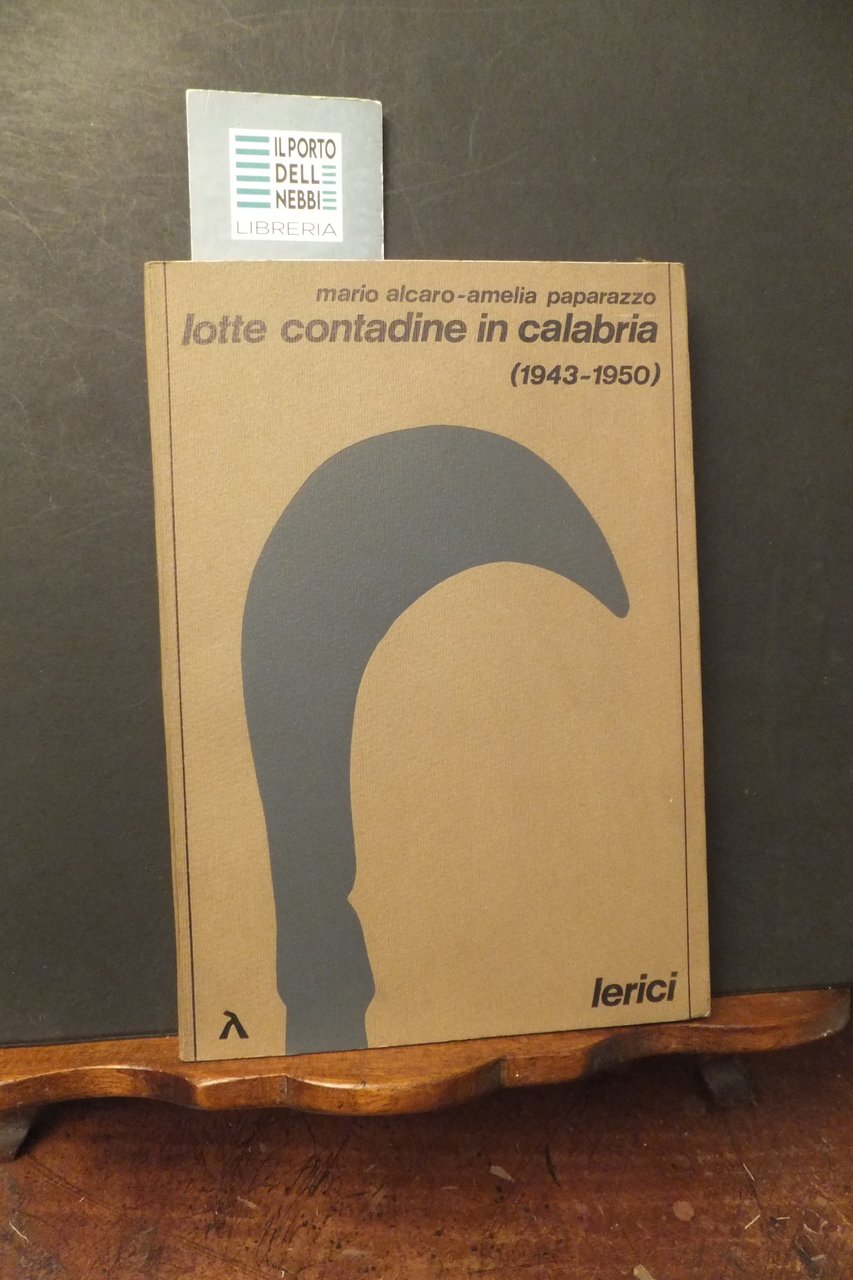 IL PORTO
DELL
NEBBI
LIBRERIA
mario alcaro-amelia paparazzo
lotte contadine in calabria
(1943-1950)
lerici
λ